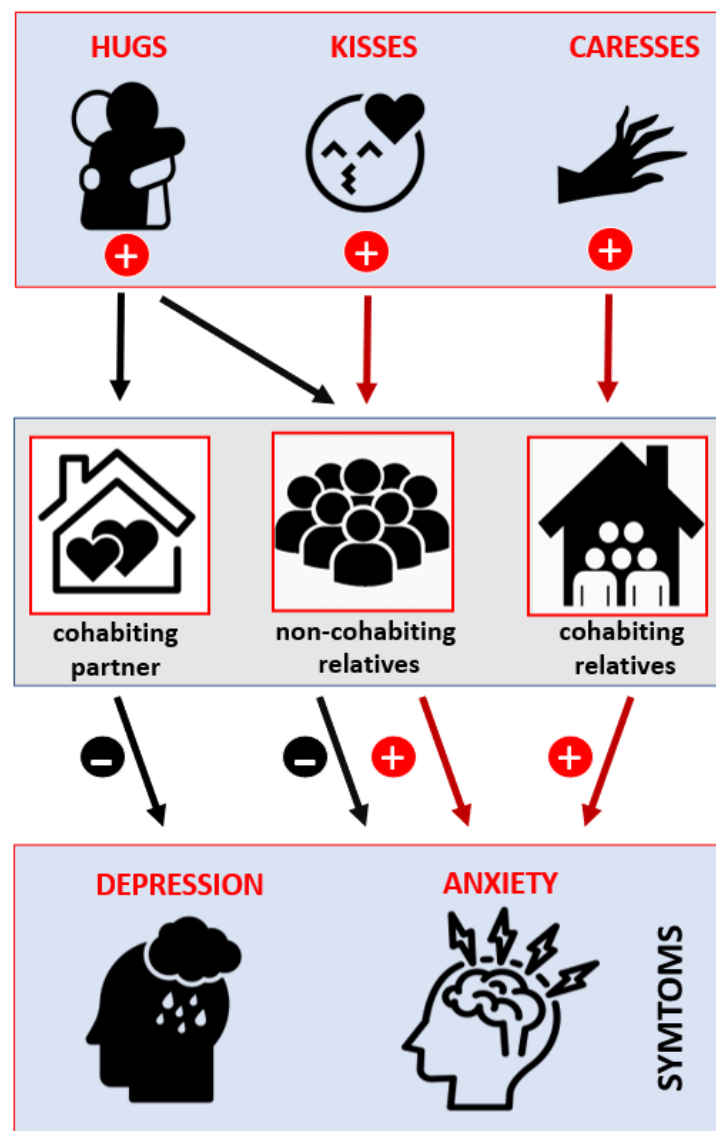 HUGS KISSES CARESSES
+ + +
cohabiting partner
non-cohabiting relatives
cohabiting relatives
− − + +
DEPRESSION ANXIETY
SYMTOMS